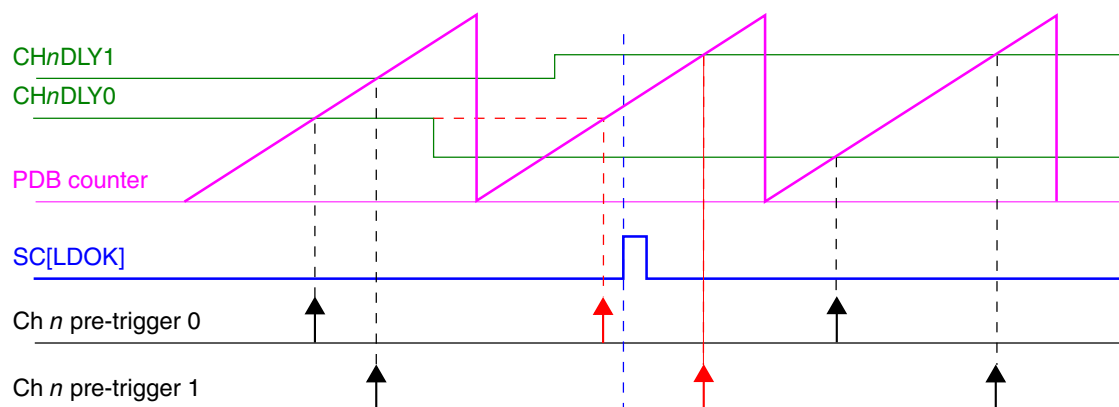 CHnDLY1
CHnDLY0
PDB counter
SC[LDOK]
Ch n pre-trigger 0
Ch n pre-trigger 1